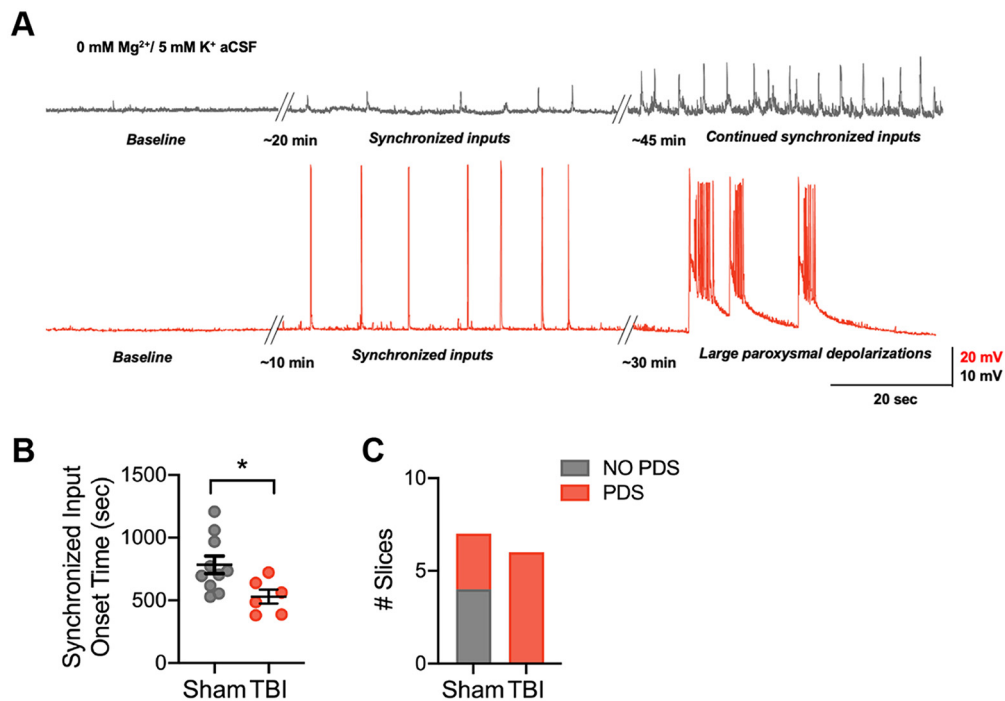 A
0 mM Mg²⁺/ 5 mM K⁺ aCSF
Baseline
~20 min
Synchronized inputs
~45 min
Continued synchronized inputs
Baseline
~10 min
Synchronized inputs
~30 min
Large paroxysmal depolarizations
20 mV
10 mV
20 sec
B
Synchronized Input
Onset Time (sec)
1500
1000
500
0
*
Sham TBI
C
# Slices
10
5
0
Sham TBI
NO PDS
PDS